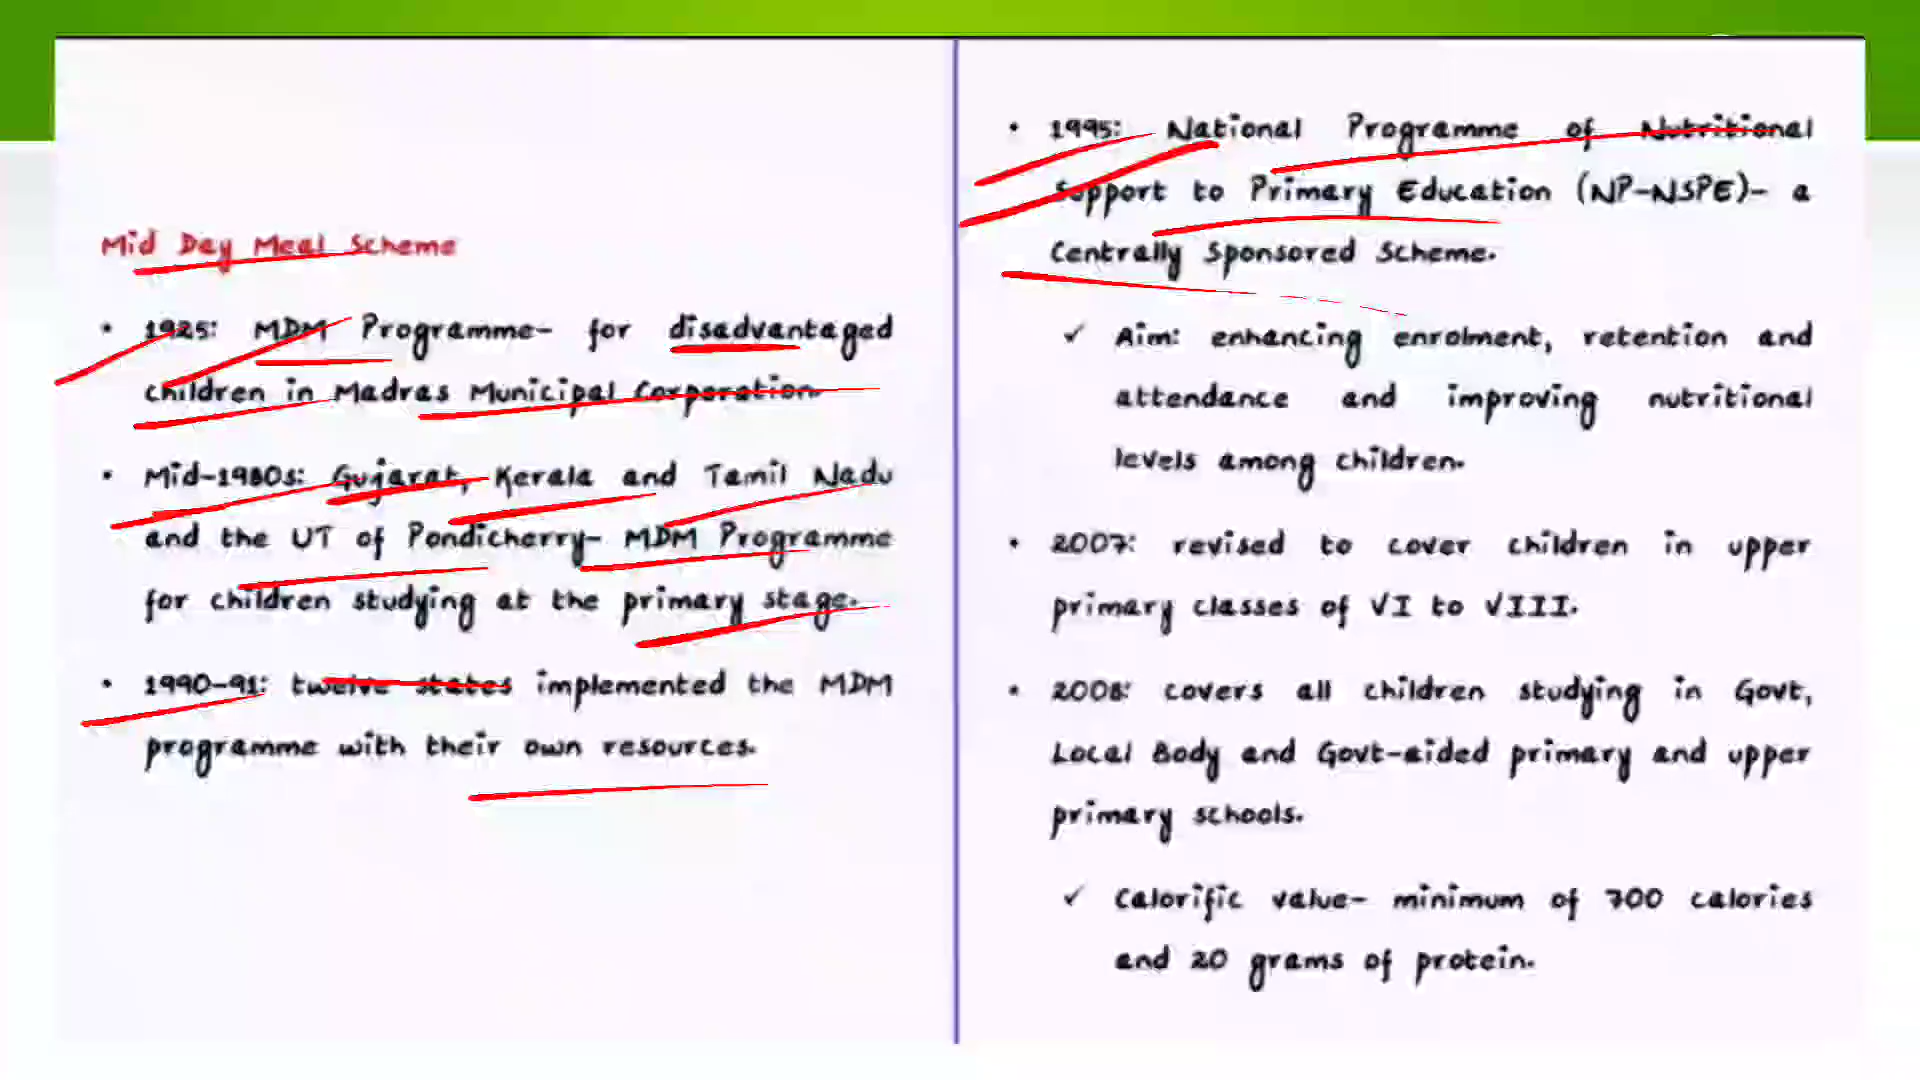 Mid Day Meal Scheme
• 1925: MDM Programme- for disadvantaged
children in Madras Municipal Corporation.
• Mid-1980s: Gujarat, Kerala and Tamil Nadu
and the UT of Pondicherry- MDM Programme
for children studying at the primary stage.
• 1990-91: twelve states implemented the MDM
programme with their own resources.
• 1995: National Programme of Nutritional
Support to Primary Education (NP-NSPE)- a
Centrally Sponsored Scheme.
✓ Aim: enhancing enrolment, retention and
attendance and improving nutritional
levels among children.
• 2007: revised to cover children in upper
primary classes of VI to VIII.
• 2008: covers all children studying in Govt,
Local Body and Govt-aided primary and upper
primary schools.
✓ Calorific value- minimum of 700 calories
and 20 grams of protein.